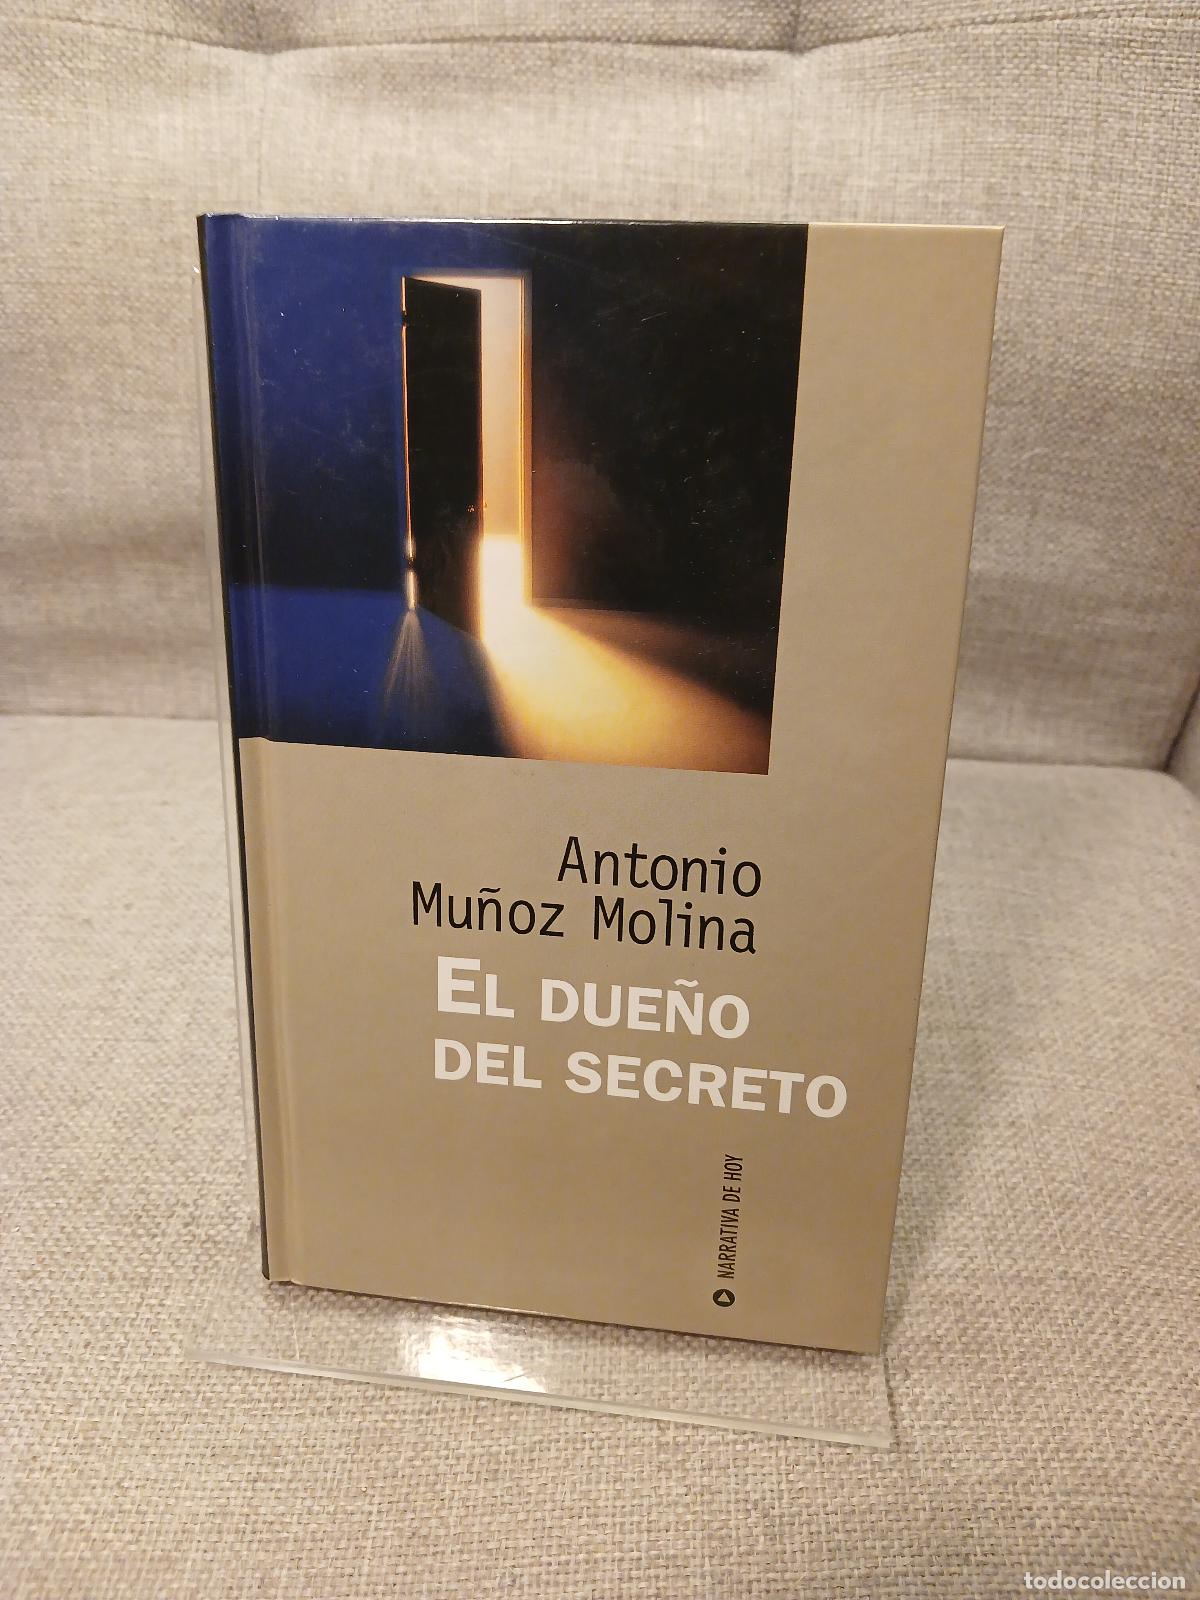 Antonio
Muñoz Molina
EL DUEÑO
DEL SECRETO
NARRATIVA DE HOY
todocoleccion